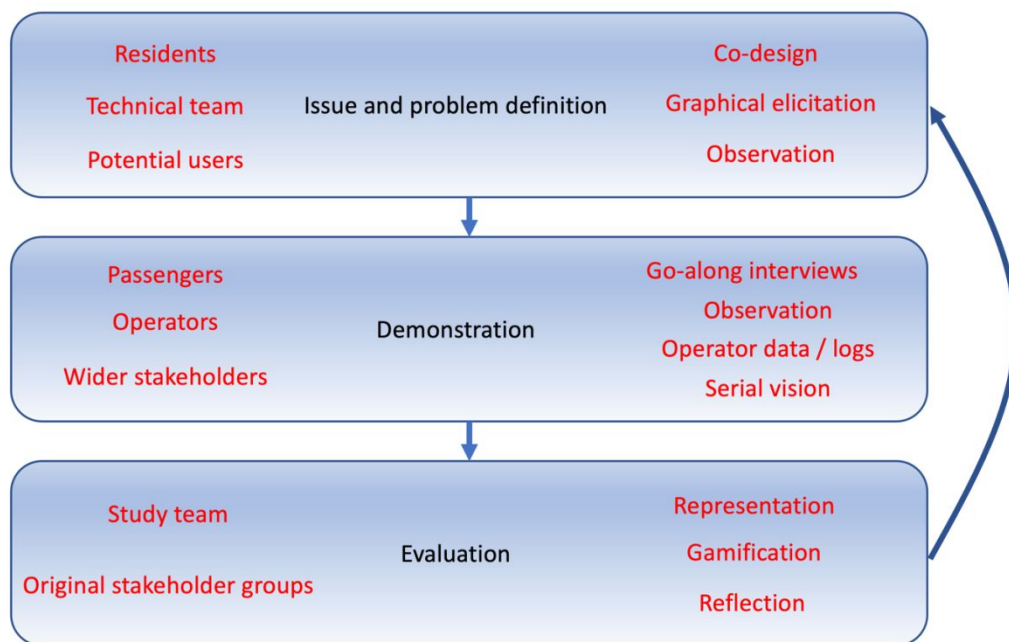 Residents
Technical team
Potential users
Issue and problem definition
Co-design
Graphical elicitation
Observation
Passengers
Operators
Wider stakeholders
Demonstration
Go-along interviews
Observation
Operator data / logs
Serial vision
Study team
Original stakeholder groups
Evaluation
Representation
Gamification
Reflection